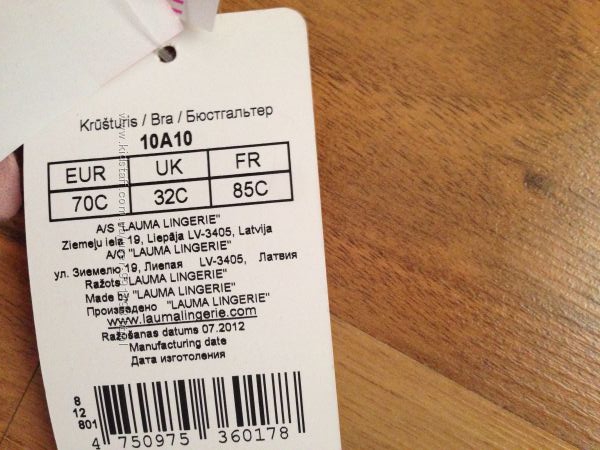 Krūšturis / Bra / Бюстгальтер
10A10
EUR UK FR
70C 32C 85C
A/S "LAUMA LINGERIE"
Ziemeļu iela 19, Liepāja LV-3405, Latvija
A/O "LAUMA LINGERIE"
ул. Зиемелю 19, Лиепая LV-3405, Латвия
Ražots "LAUMA LINGERIE"
Made by "LAUMA LINGERIE"
Произведено "LAUMA LINGERIE"
www.laumalingerie.com
Ražošanas datums 07.2012
Manufacturing date
Дата изготоления
8
12
801
4 750975 360178